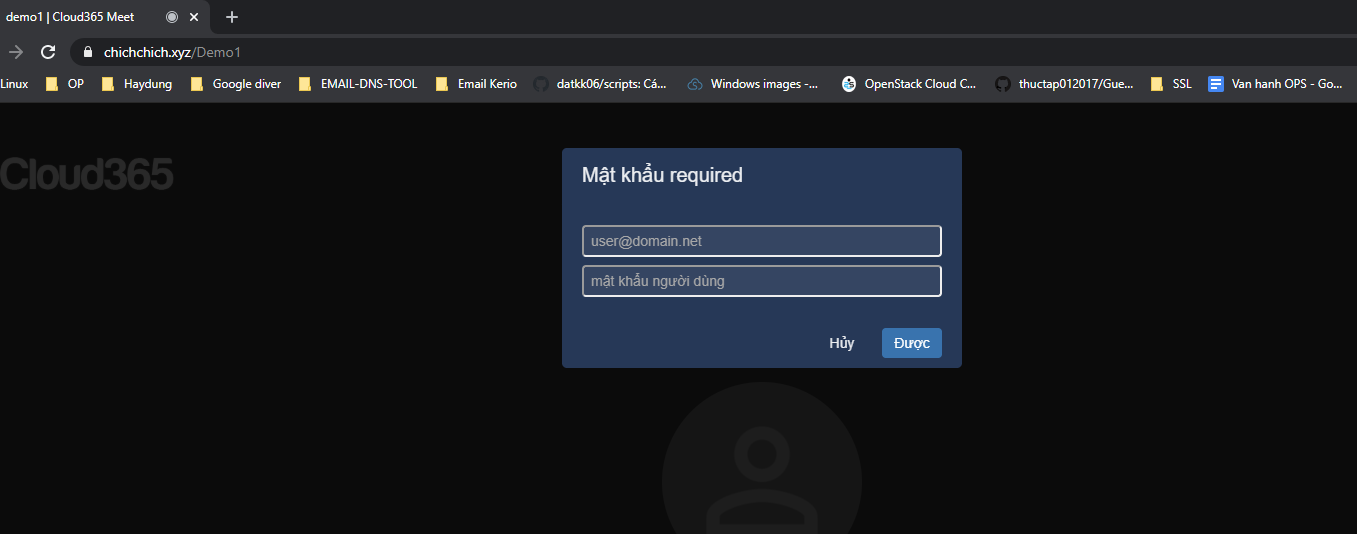 demo1 | Cloud365 Meet
chichchich.xyz/Demo1
Linux OP Haydung Google diver EMAIL-DNS-TOOL Email Kerio datkk06/scripts: Cá... Windows images -... OpenStack Cloud C... thuctap012017/Gue... SSL Van hanh OPS - Go...
Cloud365
Mật khẩu required
user@domain.net
mật khẩu người dùng
Hủy Được